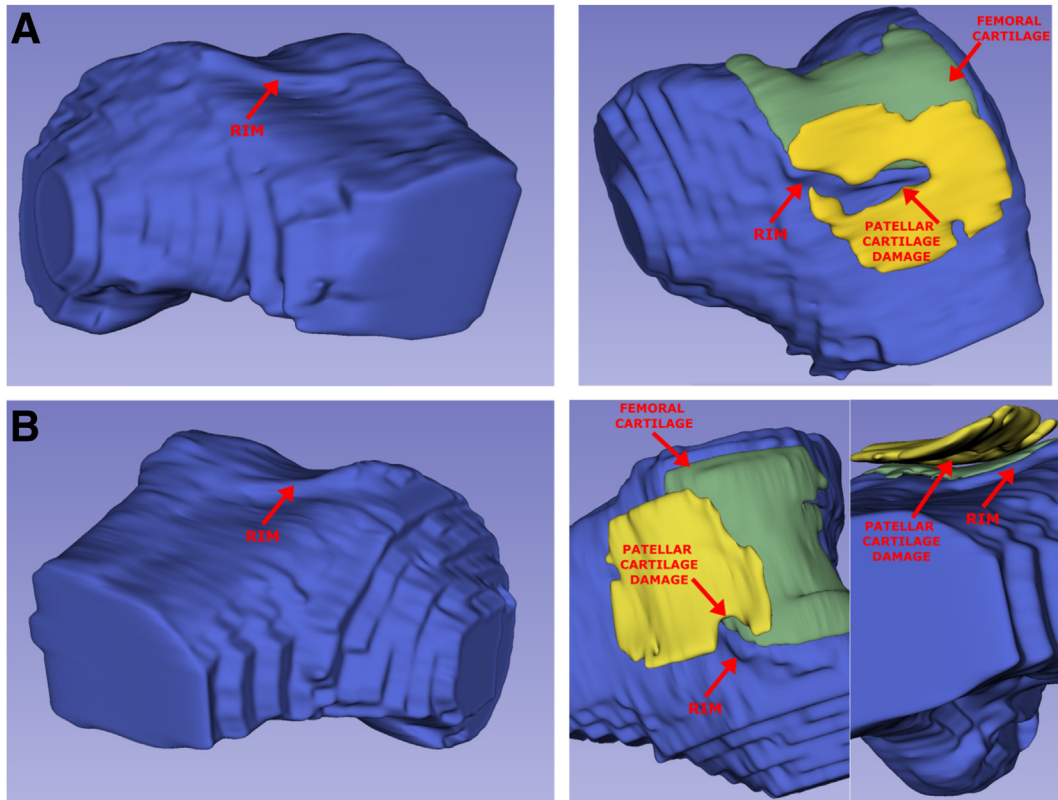 A
RIM
FEMORAL
CARTILAGE
RIM
PATELLAR
CARTILAGE
DAMAGE
B
RIM
FEMORAL
CARTILAGE
PATELLAR
CARTILAGE
DAMAGE
RIM
PATELLAR
CARTILAGE
DAMAGE
RIM